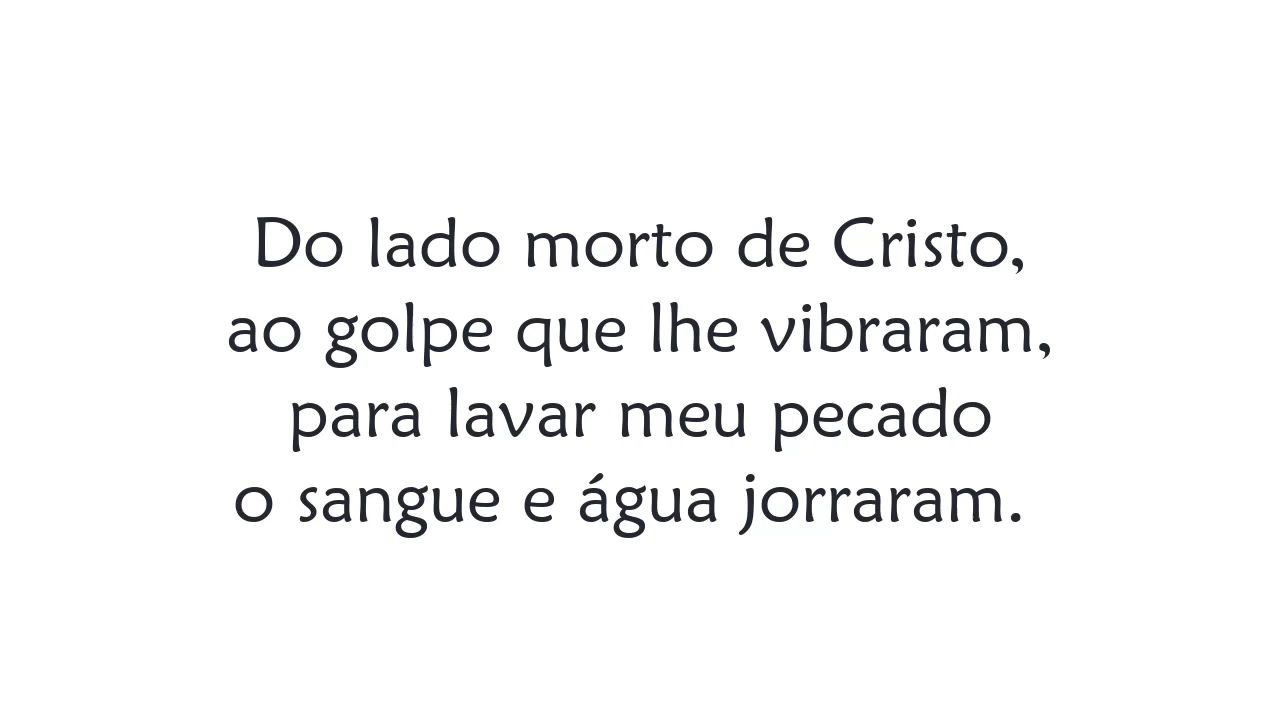 Do lado morto de Cristo,
ao golpe que lhe vibraram,
para lavar meu pecado
o sangue e água jorraram.